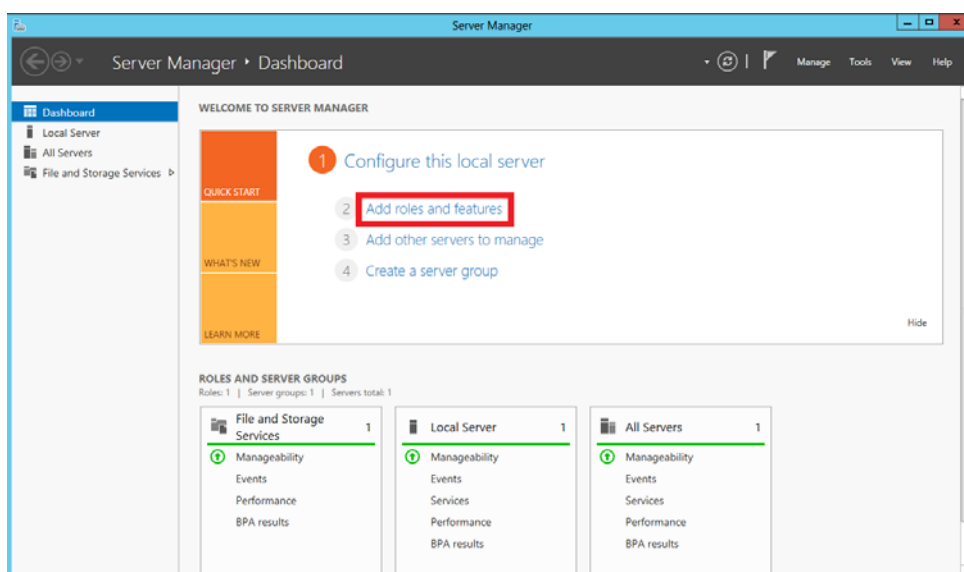 Server Manager
Server Manager • Dashboard
Manage Tools View Help
Dashboard
Local Server
All Servers
File and Storage Services
WELCOME TO SERVER MANAGER
QUICK START
WHAT'S NEW
LEARN MORE
1 Configure this local server
2 Add roles and features
3 Add other servers to manage
4 Create a server group
Hide
ROLES AND SERVER GROUPS
Roles: 1 | Server groups: 1 | Servers total: 1
File and Storage
Services 1
Manageability
Events
Performance
BPA results
Local Server 1
Manageability
Events
Services
Performance
BPA results
All Servers 1
Manageability
Events
Services
Performance
BPA results